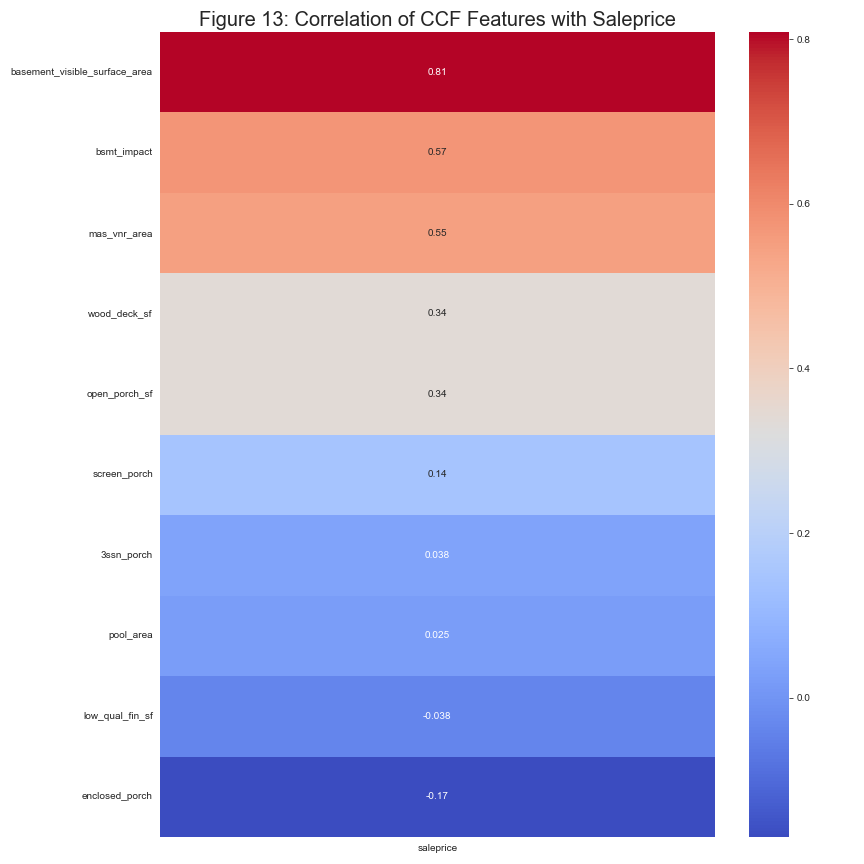 Figure 13: Correlation of CCF Features with Saleprice
basement_visible_surface_area 0.81
bsmt_impact 0.57
mas_vnr_area 0.55
wood_deck_sf 0.34
open_porch_sf 0.34
screen_porch 0.14
3ssn_porch 0.038
pool_area 0.025
low_qual_fin_sf -0.038
enclosed_porch -0.17
saleprice
0.8
0.6
0.4
0.2
0.0